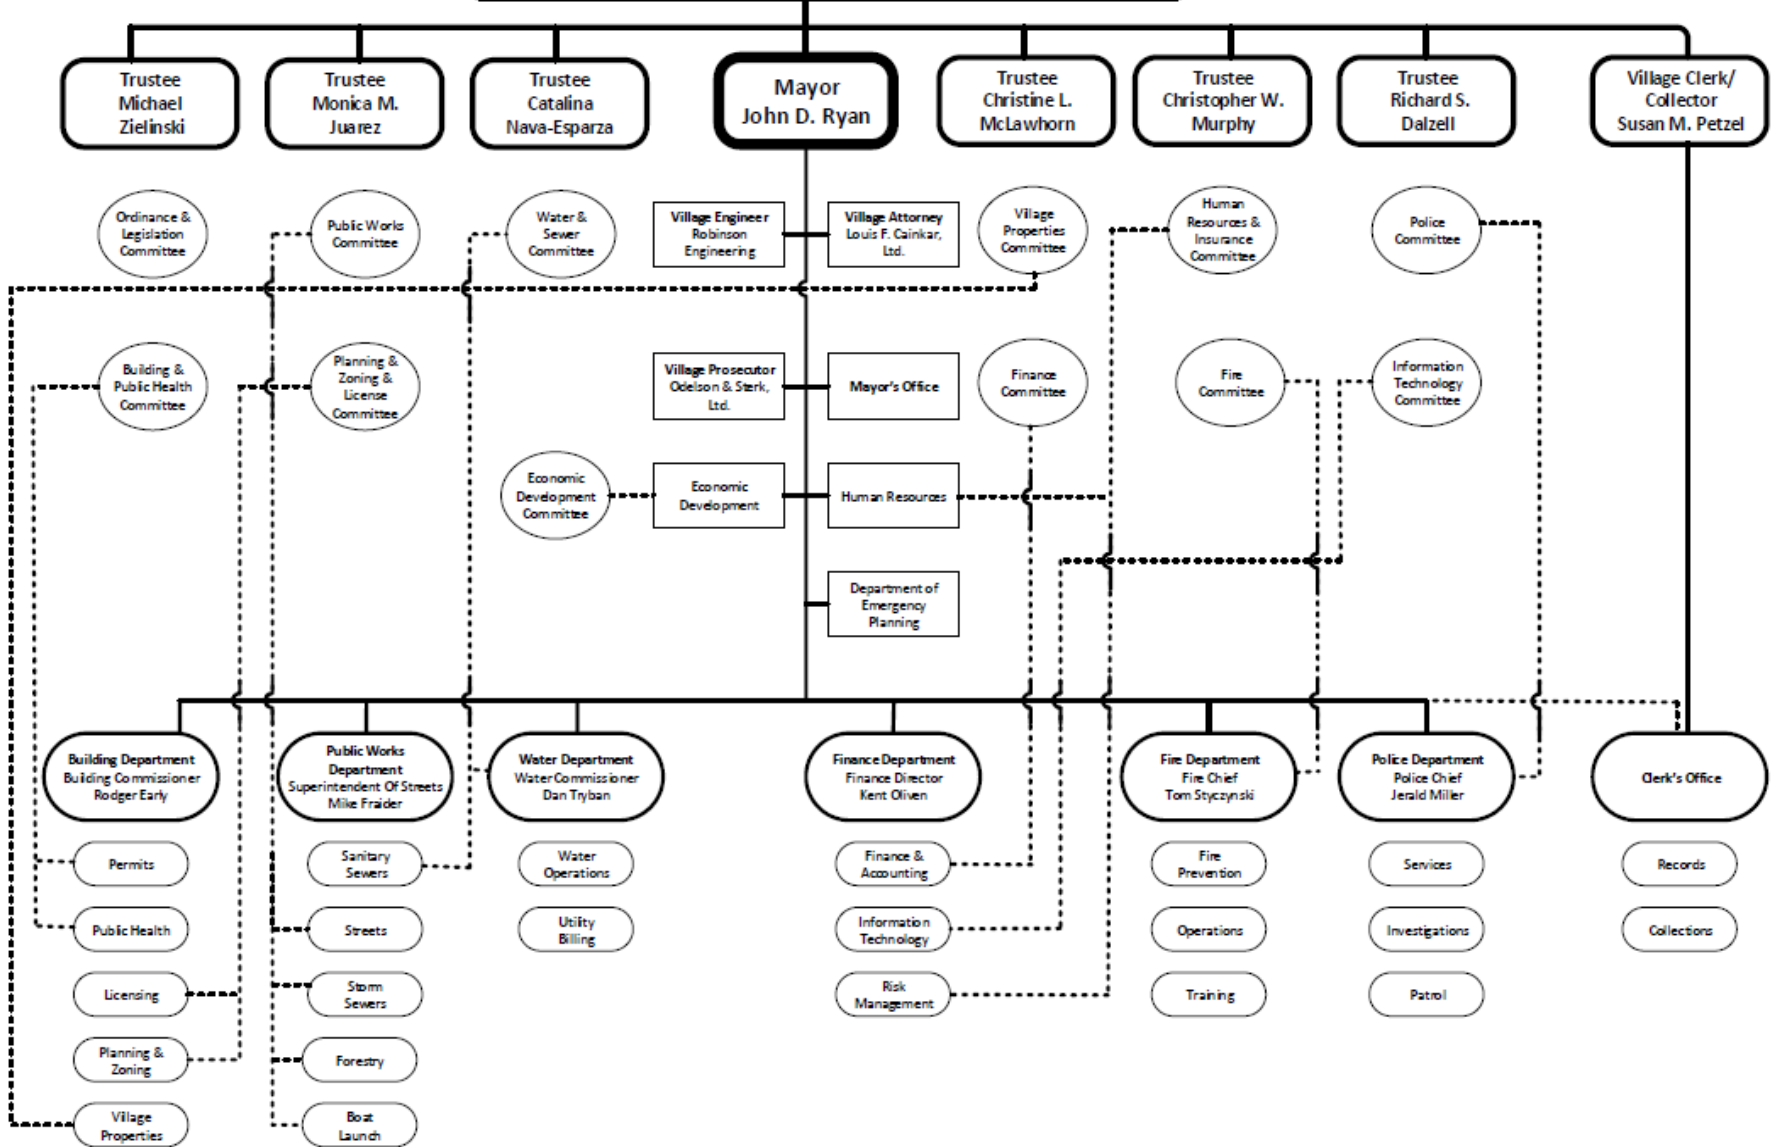 Trustee
Michael
Zielinski
Trustee
Monica M.
Juarez
Trustee
Catalina
Nava-Esparza
Mayor
John D. Ryan
Trustee
Christine L.
McLawhorn
Trustee
Christopher W.
Murphy
Trustee
Richard S.
Dalzell
Village Clerk/
Collector
Susan M. Petzel
Ordinance &
Legislation
Committee
Public Works
Committee
Water &
Sewer
Committee
Village Engineer
Robinson
Engineering
Village Attorney
Louis F. Cainkar,
Ltd.
Village
Properties
Committee
Human
Resources &
Insurance
Committee
Police
Committee
Building &
Public Health
Committee
Planning &
Zoning &
License
Committee
Village Prosecutor
Odelson & Sterk,
Ltd.
Mayor's Office
Finance
Committee
Fire
Committee
Information
Technology
Committee
Economic
Development
Committee
Economic
Development
Human Resources
Department of
Emergency
Planning
Building Department
Building Commissioner
Rodger Early
Public Works
Department
Superintendent Of Streets
Mike Fraider
Water Department
Water Commissioner
Dan Tryban
Finance Department
Finance Director
Kent Oliven
Fire Department
Fire Chief
Tom Styczynski
Police Department
Police Chief
Jerald Miller
Clerk's Office
Permits
Sanitary
Sewers
Water
Operations
Finance &
Accounting
Fire
Prevention
Services
Records
Public Health
Streets
Utility
Billing
Information
Technology
Operations
Investigations
Collections
Licensing
Storm
Sewers
Risk
Management
Training
Patrol
Planning &
Zoning
Forestry
Village
Properties
Boat
Launch